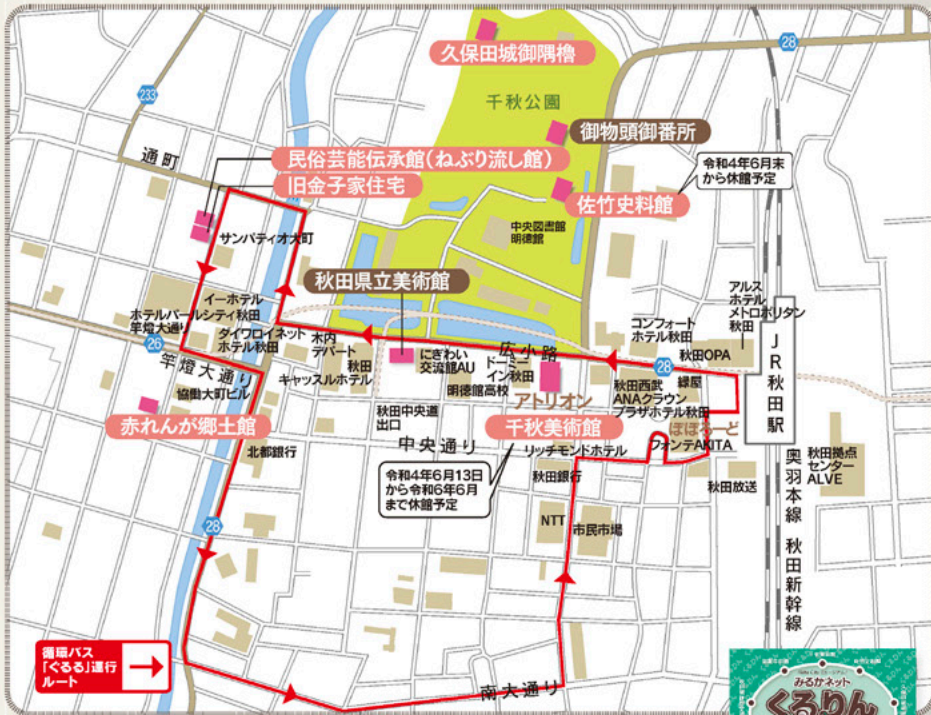 久保田城御隅櫓
28
千秋公園
233
御物頭御番所
通町
民俗芸能伝承館(ねぶり流し館)
令和4年6月末
から休館予定
旧金子家住宅
佐竹史料館
中央図書館
明徳館
サンパティオ大町
秋田県立美術館
アルス
ホテル
メトロポリタン
秋田
イーホテル
ホテルパールシティ秋田
竿燈大通り
ダイワロイネット
ホテル秋田
木内
デパート
秋田
キャッスルホテル
にぎわい
交流館AU
明徳館高校
広小路
ドーミー
イン秋田
コンフォート
ホテル秋田
秋田OPA
JR秋田駅
26
竿燈大通り
28
秋田西武
緑屋
ANAクラウン
プラザホテル秋田
協働大町ビル
アトリオン
ぽぽろーど
赤れんが郷土館
秋田中央道
出口
千秋美術館
中央通り
リッチモンドホテル
フォンテAKITA
北都銀行
秋田拠点
センター
ALVE
令和4年6月13日
から令和6年6月
まで休館予定
秋田銀行
秋田放送
奥羽本線 秋田新幹線
NTT
市民市場
28
循環バス
「ぐるる」運行
ルート
南大通り
みるかネット
くるりん